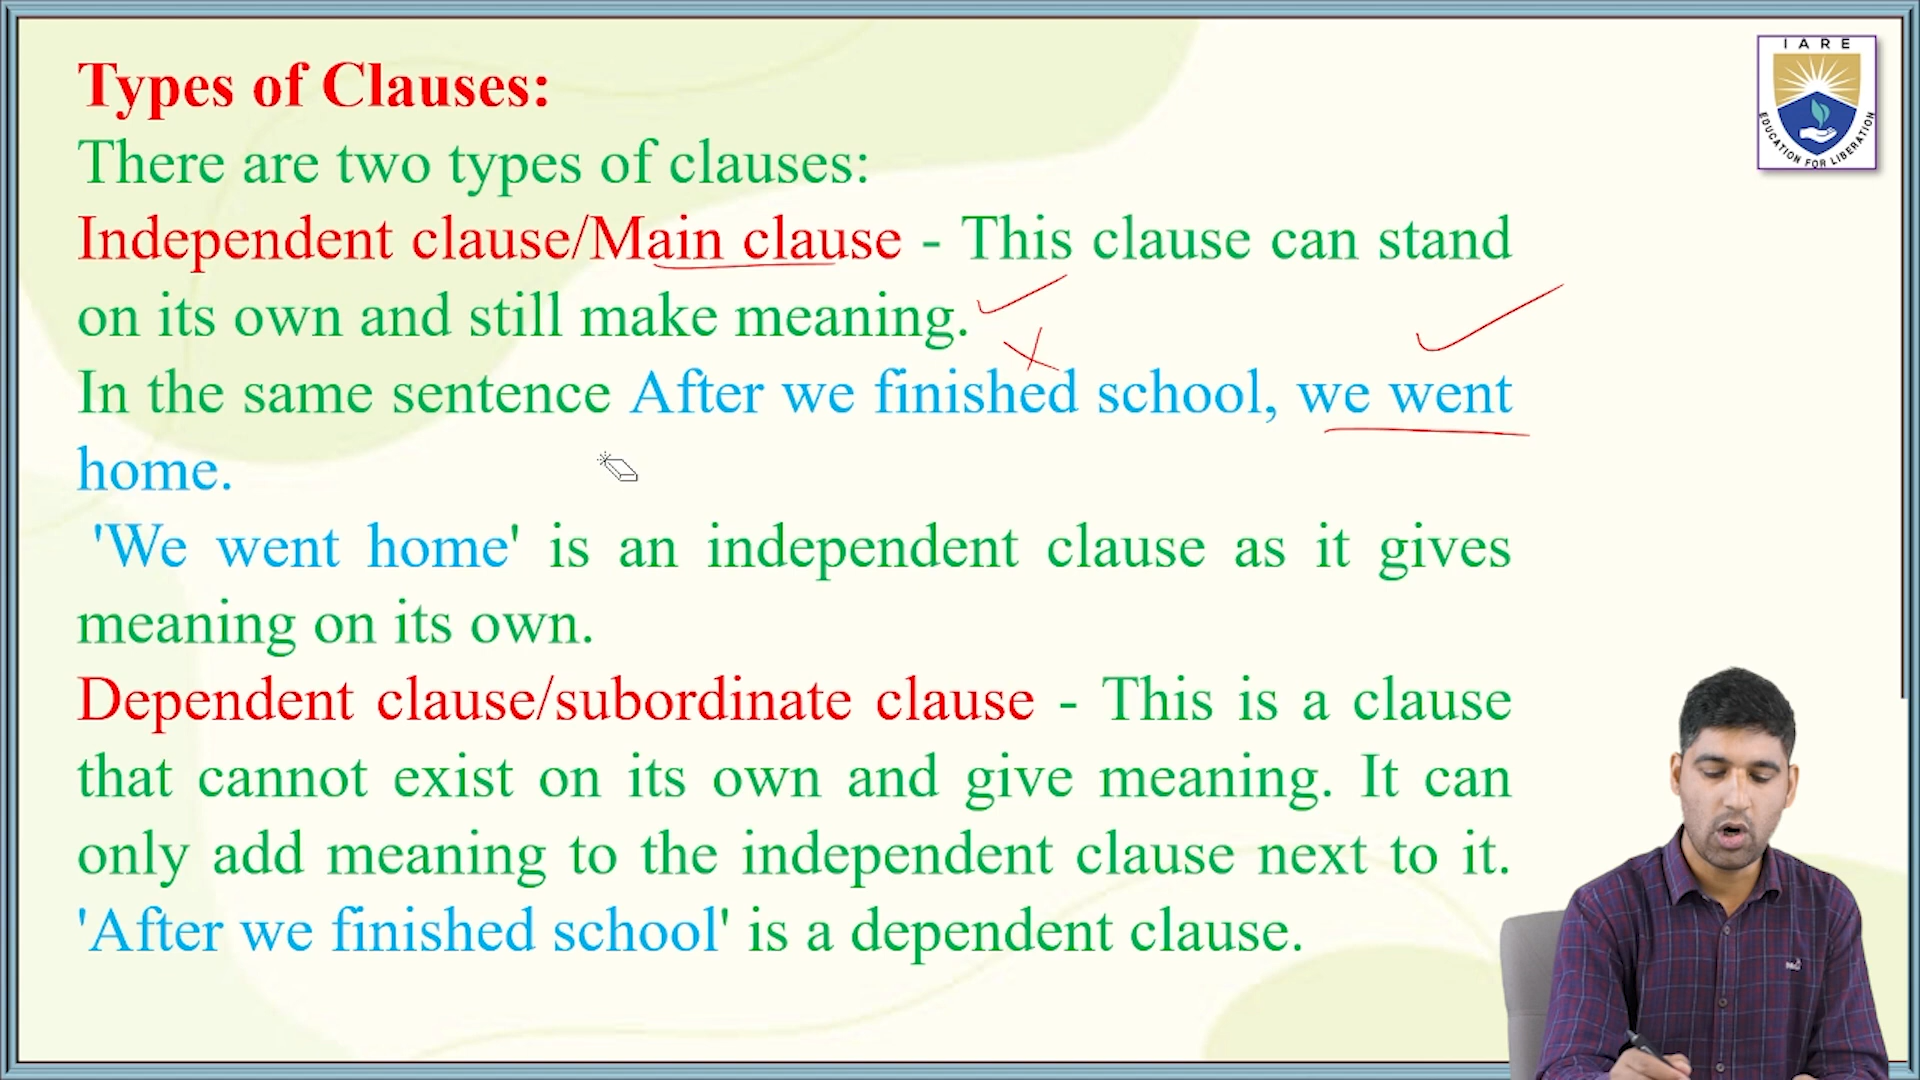 Types of Clauses:
There are two types of clauses:
Independent clause/Main clause - This clause can stand
on its own and still make meaning.
In the same sentence After we finished school, we went
home.
'We went home' is an independent clause as it gives
meaning on its own.
Dependent clause/subordinate clause - This is a clause
that cannot exist on its own and give meaning. It can
only add meaning to the independent clause next to it.
'After we finished school' is a dependent clause.
IARE
EDUCATION FOR LIBERATION